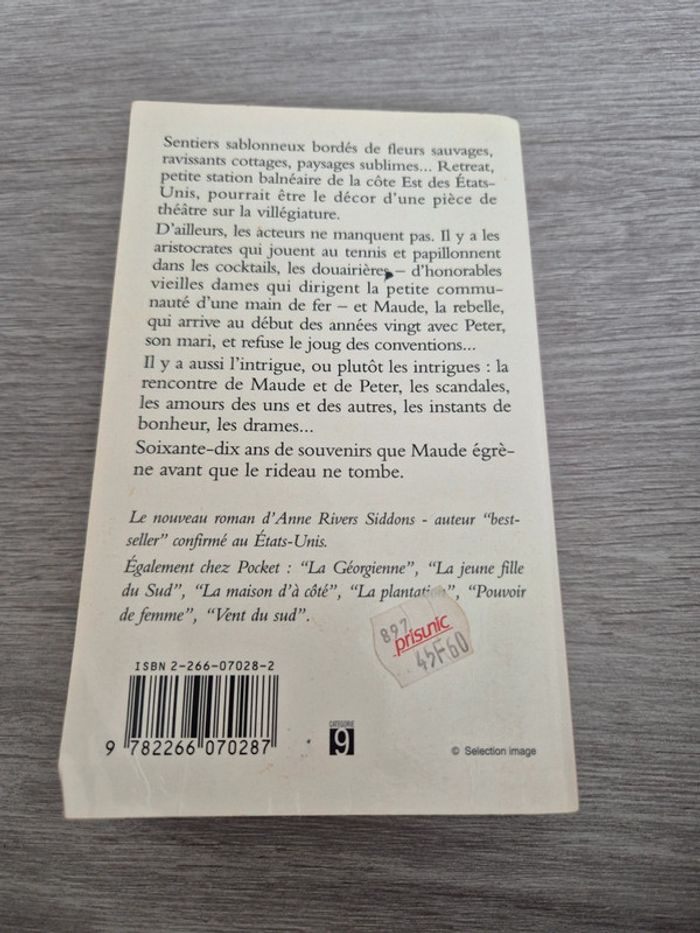 Sentiers sablonneux bordés de fleurs sauvages,
ravissants cottages, paysages sublimes... Retreat,
petite station balnéaire de la côte Est des États-
Unis, pourrait être le décor d'une pièce de
théâtre sur la villégiature.
D'ailleurs, les acteurs ne manquent pas. Il y a les
aristocrates qui jouent au tennis et papillonnent
dans les cocktails, les douairières – d'honorables
vieilles dames qui dirigent la petite commu-
nauté d'une main de fer – et Maude, la rebelle,
qui arrive au début des années vingt avec Peter,
son mari, et refuse le joug des conventions...
Il y a aussi l'intrigue, ou plutôt les intrigues : la
rencontre de Maude et de Peter, les scandales,
les amours des uns et des autres, les instants de
bonheur, les drames...
Soixante-dix ans de souvenirs que Maude égrè-
ne avant que le rideau ne tombe.
Le nouveau roman d'Anne Rivers Siddons - auteur "best-
seller" confirmé au États-Unis.
Également chez Pocket : "La Géorgienne", "La jeune fille
du Sud", "La maison d'à côté", "La plantation", "Pouvoir
de femme", "Vent du sud".
897
prisunic
45F60
ISBN 2-266-07028-2
9 782266 070287
CATEGORIE
9
© Selection image